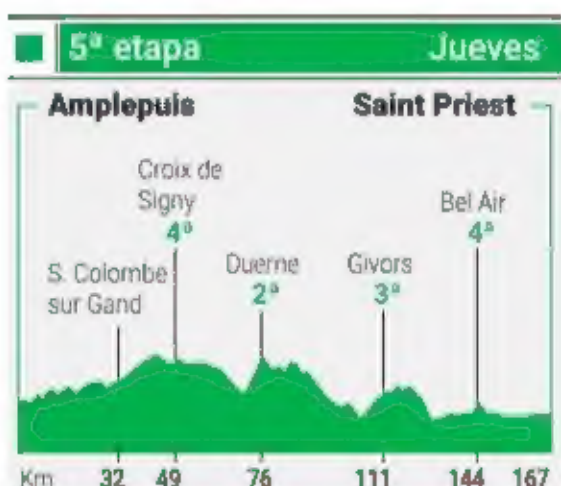 5ª etapa Jueves
Amplepuis Saint Priest
Croix de
Signy
4ª
Bel Air
4ª
S. Colombe
sur Gand
Duerne
2ª
Givors
3ª
Km 32 49 76 111 144 167